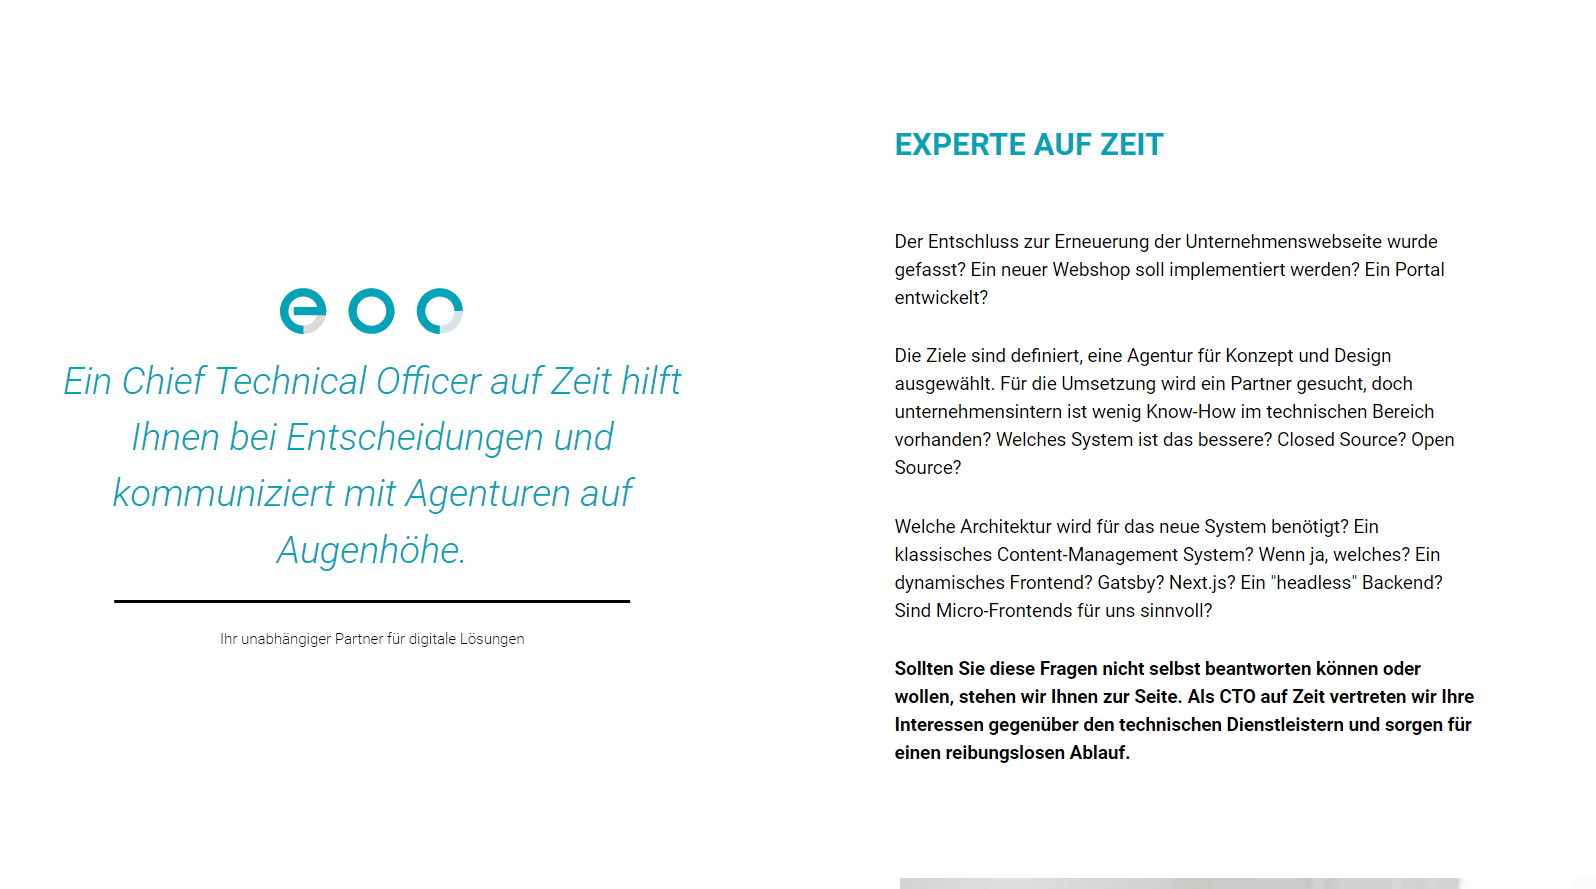 eoc
Ein Chief Technical Officer auf Zeit hilft
Ihnen bei Entscheidungen und
kommuniziert mit Agenturen auf
Augenhöhe.
Ihr unabhängiger Partner für digitale Lösungen
EXPERTE AUF ZEIT
Der Entschluss zur Erneuerung der Unternehmenswebseite wurde
gefasst? Ein neuer Webshop soll implementiert werden? Ein Portal
entwickelt?
Die Ziele sind definiert, eine Agentur für Konzept und Design
ausgewählt. Für die Umsetzung wird ein Partner gesucht, doch
unternehmensintern ist wenig Know-How im technischen Bereich
vorhanden? Welches System ist das bessere? Closed Source? Open
Source?
Welche Architektur wird für das neue System benötigt? Ein
klassisches Content-Management System? Wenn ja, welches? Ein
dynamisches Frontend? Gatsby? Next.js? Ein "headless" Backend?
Sind Micro-Frontends für uns sinnvoll?
Sollten Sie diese Fragen nicht selbst beantworten können oder
wollen, stehen wir Ihnen zur Seite. Als CTO auf Zeit vertreten wir Ihre
Interessen gegenüber den technischen Dienstleistern und sorgen für
einen reibungslosen Ablauf.